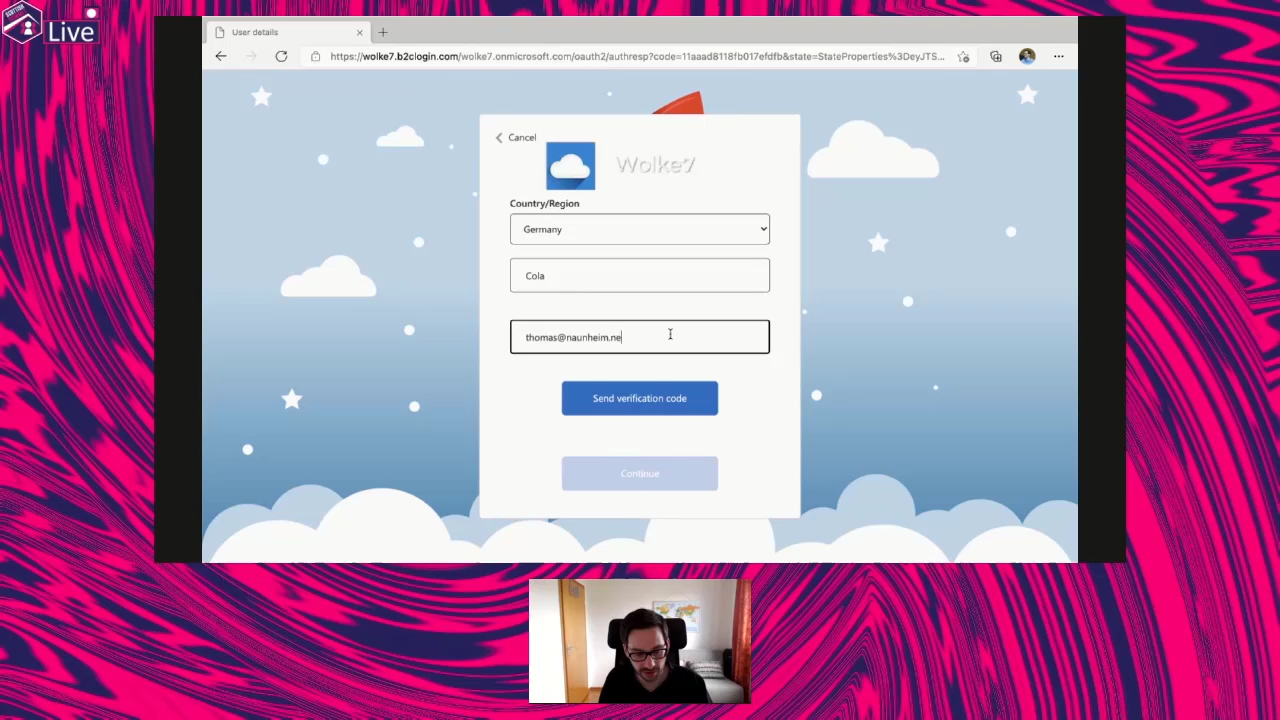 Live
User details
https://wolke7.b2clogin.com/wolke7.onmicrosoft.com/oauth2/authresp?code=11aaad8118fb017efdfb&state=StateProperties%3DeyJTS...
Cancel
Wolke7
Country/Region
Germany
Cola
thomas@naunheim.ne
Send verification code
Continue